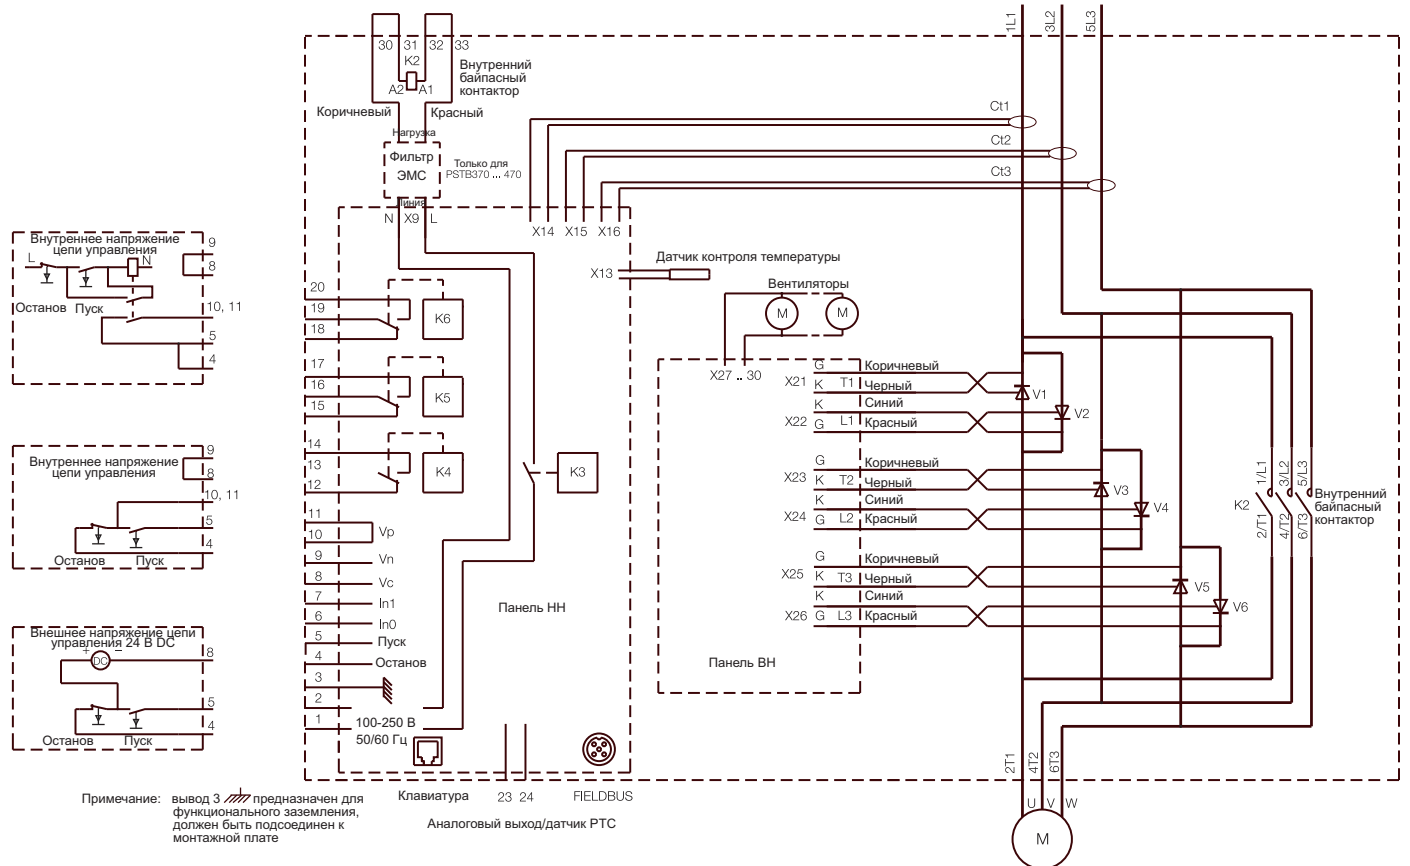 1L1
3L2
5L3
30
31
32
33
K2
A2
A1
Внутренний
байпасный
контактор
Коричневый
Красный
Нагрузка
Фильтр
ЭМС
Только для
PSTB370 ... 470
Линия
N
X9
L
Ct1
Ct2
Ct3
X14
X15
X16
X13
Датчик контроля температуры
Вентиляторы
M
M
X27 .. 30
Внутреннее напряжение
цепи управления
L
N
Останов
Пуск
9
8
10, 11
5
4
Внутреннее напряжение
цепи управления
Останов
Пуск
9
8
10, 11
5
4
Внешнее напряжение цепи
управления 24 В DC
+
DC
–
Останов
Пуск
8
5
4
20
19
18
K6
17
16
15
K5
14
13
12
K4
K3
11
10
Vp
9
Vn
8
Vc
7
In1
6
In0
5
Пуск
4
Останов
3
2
1
100-250 В
50/60 Гц
Панель НН
Клавиатура
23
24
FIELDBUS
Аналоговый выход/датчик PTC
X21
G
Коричневый
K
T1
Черный
K
Синий
X22
G
L1
Красный
V1
V2
X23
G
Коричневый
K
T2
Черный
K
Синий
X24
G
L2
Красный
V3
V4
X25
G
Коричневый
K
T3
Черный
K
Синий
X26
G
L3
Красный
V5
V6
Панель ВН
K2
1/L1
3/L2
5/L3
2/T1
4/T2
6/T3
Внутренний
байпасный
контактор
2T1
4T2
6T3
U
V
W
M
Примечание: вывод 3 предназначен для
функционального заземления,
должен быть подсоединен к
монтажной плате